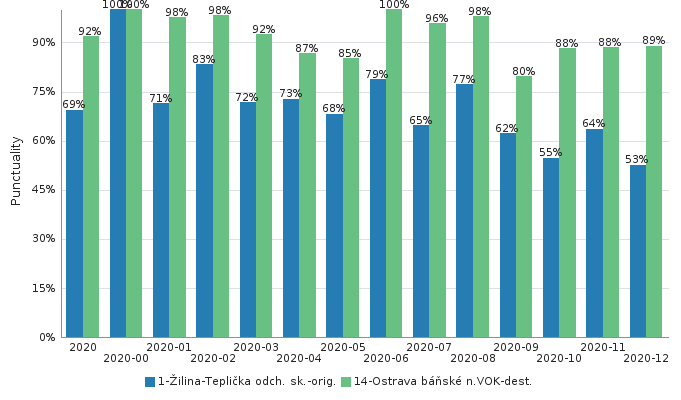 100% 100%
98% 98% 100% 96% 98%
92% 92%
90%
87% 85% 88% 88% 89%
83%
79% 77% 80%
75%
69% 71% 72% 73% 68% 65% 62% 64%
60%
55% 53%
45%
30%
15%
0%
Punctuality
2020 2020-01 2020-03 2020-05 2020-07 2020-09 2020-11
2020-00 2020-02 2020-04 2020-06 2020-08 2020-10 2020-12
1-Žilina-Teplička odch. sk.-orig. 14-Ostrava báňské n.VOK-dest.